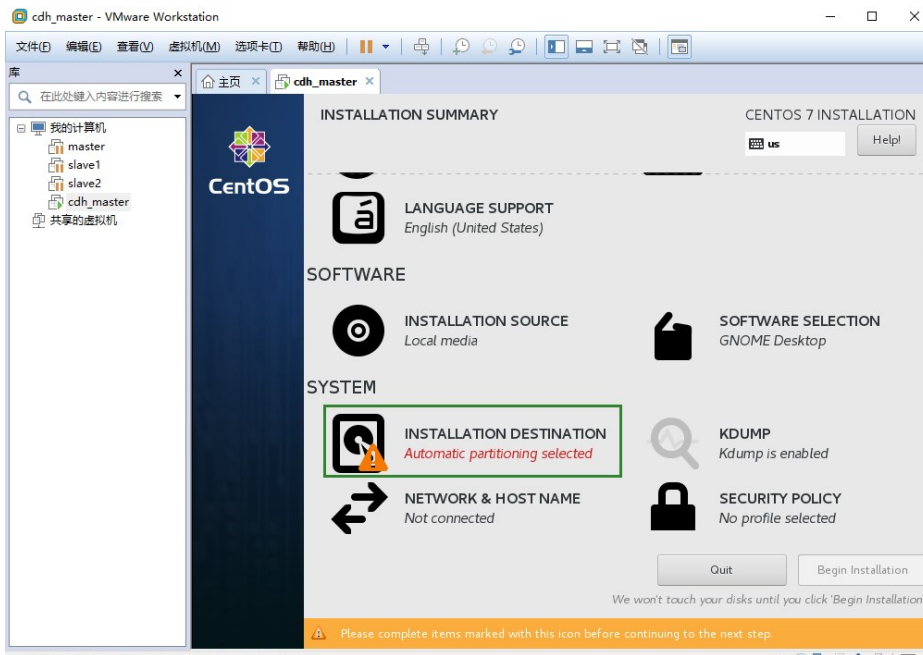 cdh_master - VMware Workstation
文件(F) 编辑(E) 查看(V) 虚拟机(M) 选项卡(T) 帮助(H)
库
在此处键入内容进行搜索
我的计算机
master
slave1
slave2
cdh_master
共享的虚拟机
主页 cdh_master
CentOS
INSTALLATION SUMMARY
CENTOS 7 INSTALLATION
us
Help!
LANGUAGE SUPPORT
English (United States)
SOFTWARE
INSTALLATION SOURCE
Local media
SOFTWARE SELECTION
GNOME Desktop
SYSTEM
INSTALLATION DESTINATION
Automatic partitioning selected
KDUMP
Kdump is enabled
NETWORK & HOST NAME
Not connected
SECURITY POLICY
No profile selected
Quit
Begin Installation
We won't touch your disks until you click 'Begin Installation
Please complete items marked with this icon before continuing to the next step.